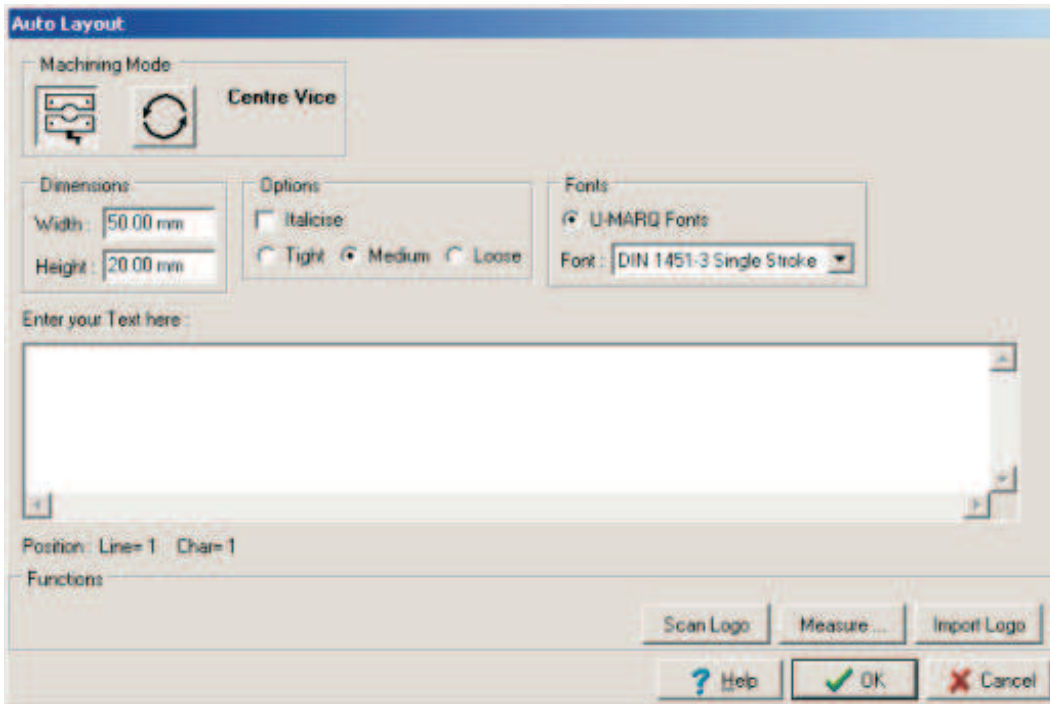 Auto Layout
Machining Mode
Centre Vice
Dimensions
Width : 50.00 mm
Height : 20.00 mm
Options
Italicise
Tight Medium Loose
Fonts
U-MARQ Fonts
Font : DIN 1451-3 Single Stroke
Enter your Text here :
Position : Line= 1 Char= 1
Functions
Scan Logo Measure ... Import Logo
? Help OK Cancel